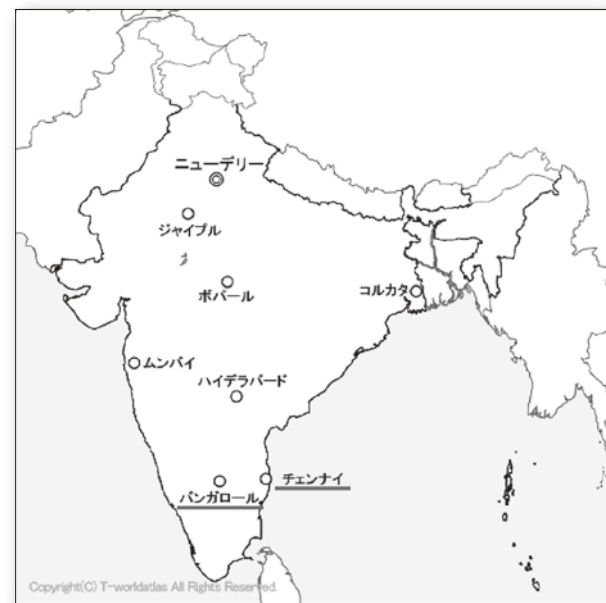 ニューデリー
ジャイプル
ボパール
コルカタ
ムンバイ
ハイデラバード
チェンナイ
バンガロール
Copyright(C) T-worldatlas All Rights Reserved.